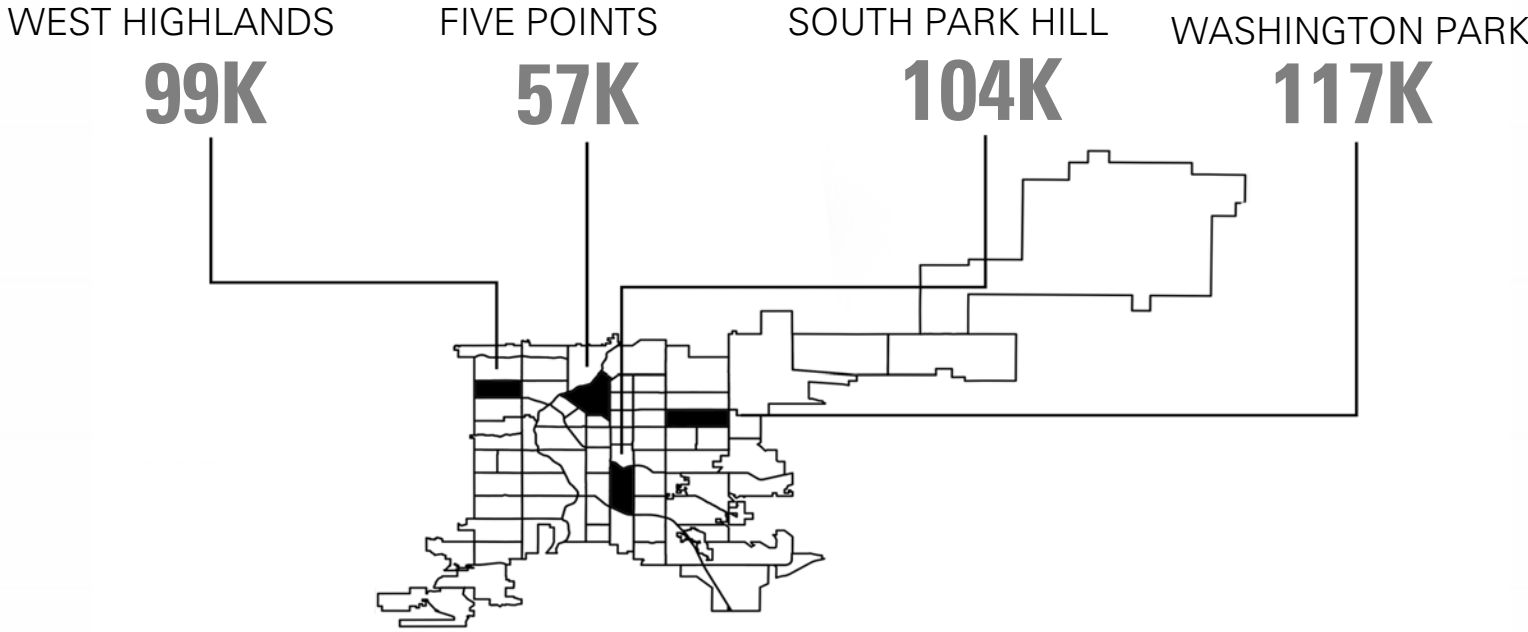 WEST HIGHLANDS
99K
FIVE POINTS
57K
SOUTH PARK HILL
104K
WASHINGTON PARK
117K